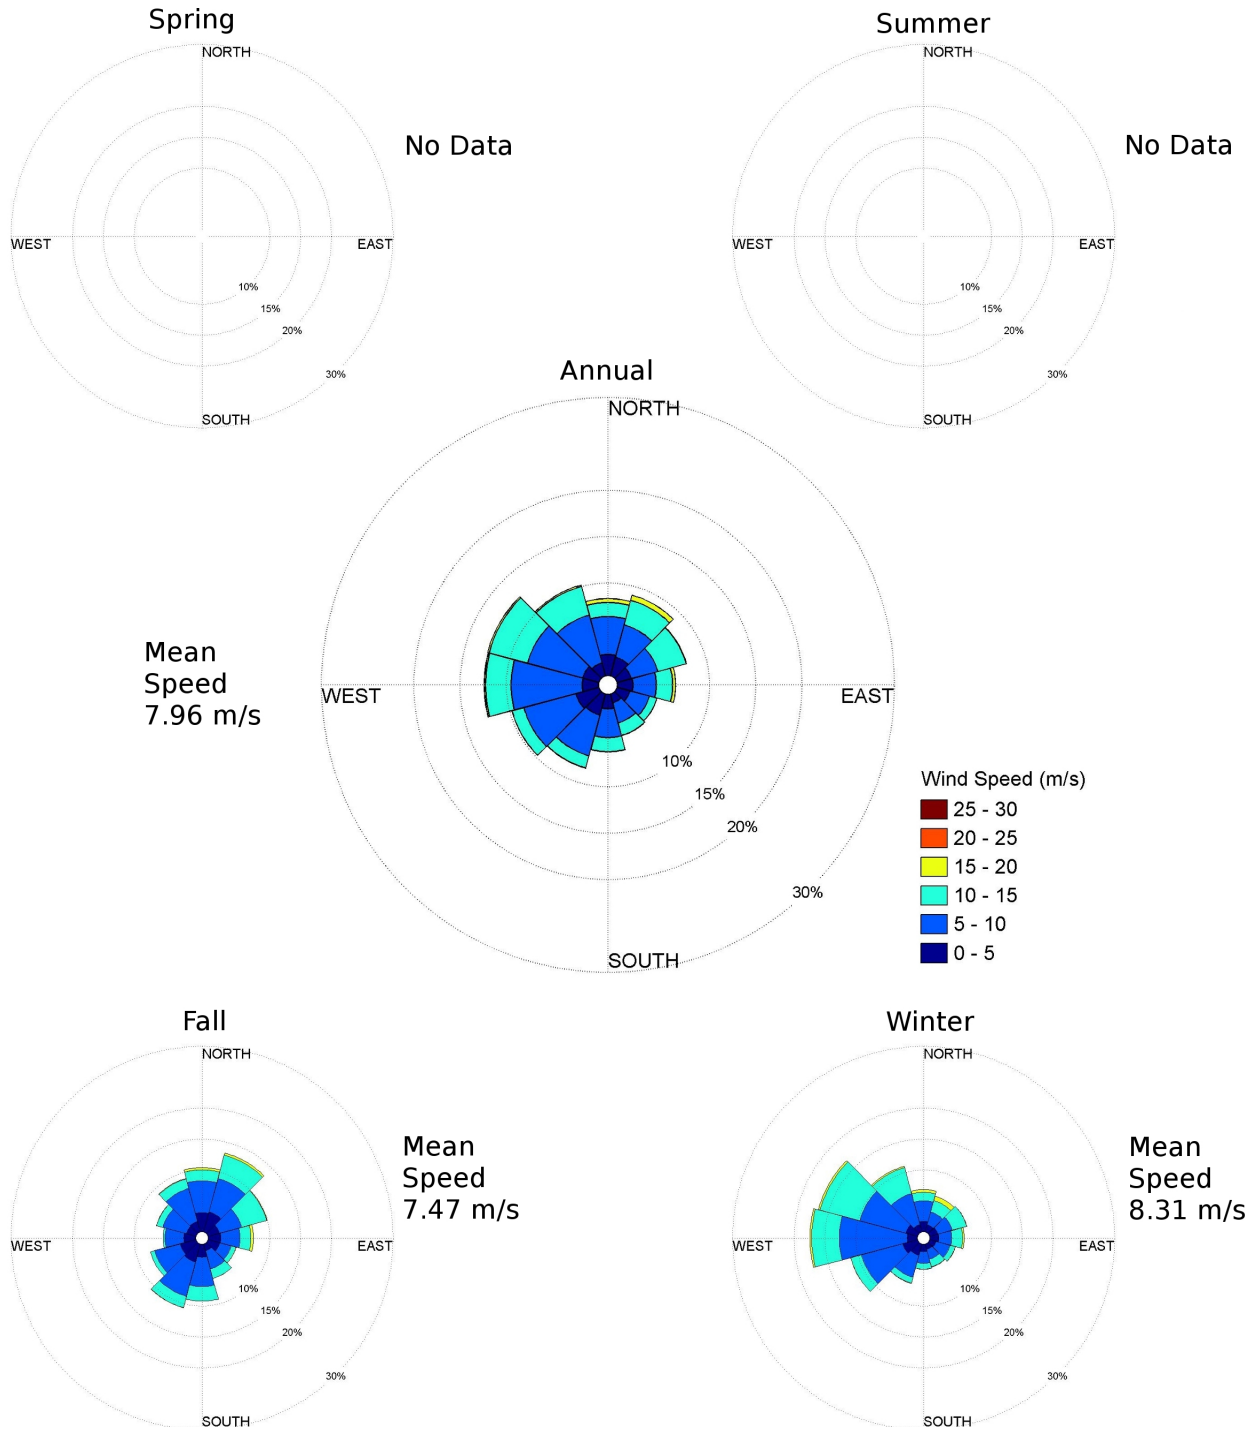 Spring
NORTH
No Data
WEST
EAST
10%
15%
20%
30%
SOUTH
Summer
NORTH
No Data
WEST
EAST
10%
15%
20%
30%
SOUTH
Annual
NORTH
Mean
Speed
7.96 m/s
WEST
EAST
10%
15%
20%
30%
SOUTH
Wind Speed (m/s)
25 - 30
20 - 25
15 - 20
10 - 15
5 - 10
0 - 5
Fall
NORTH
Mean
Speed
7.47 m/s
WEST
EAST
10%
15%
20%
30%
SOUTH
Winter
NORTH
Mean
Speed
8.31 m/s
WEST
EAST
10%
15%
20%
30%
SOUTH